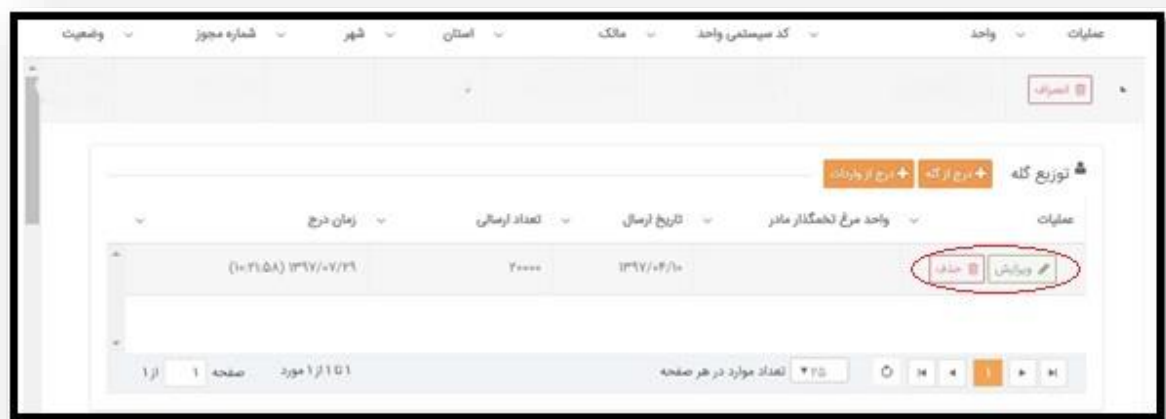 عملیات واحد کد سیستمی واحد مالک استان شهر شماره مجوز وضعیت
انصراف
توزیع گله درج از گله درج از واردات
عملیات واحد مرغ تخمگذار مادر تاریخ ارسال تعداد ارسالی زمان درج
ویرایش حذف ۱۳۹۷/۰۴/۱۰ ۲۰۰۰۰ ۱۳۹۷/۰۷/۲۹ (۱۰:۲۱:۵۸)
۱ ۲۵ تعداد موارد در هر صفحه ۱ تا ۱ از ۱ مورد صفحه ۱ از ۱